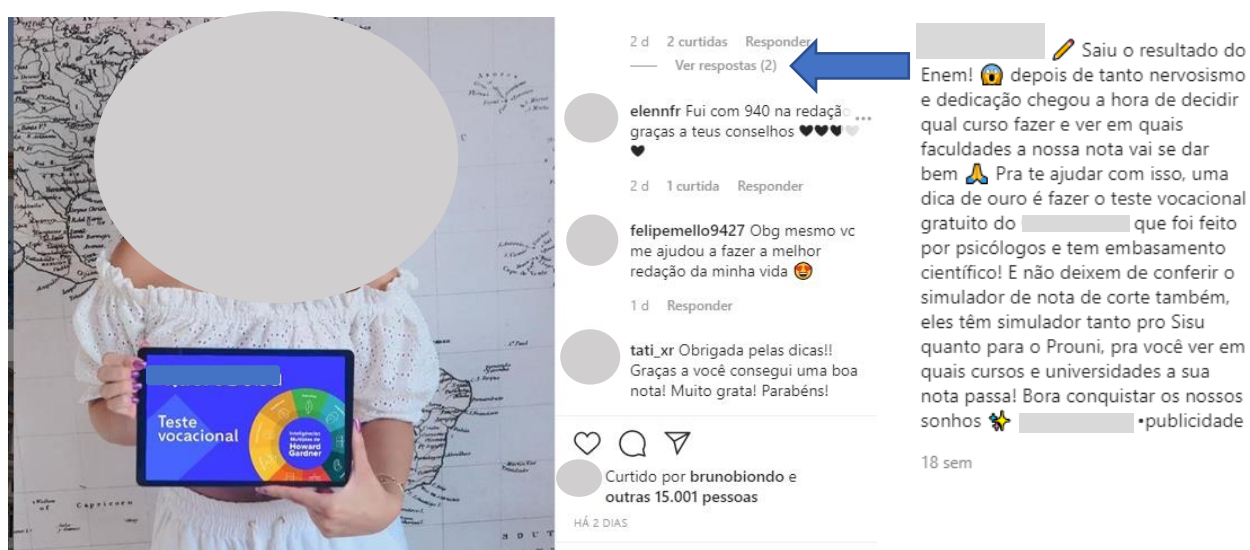 2 d 2 curtidas Responder
Ver respostas (2)
elennfr Fui com 940 na redação
graças a teus conselhos 🖤🖤🖤🤍
🖤
2 d 1 curtida Responder
felipemello9427 Obg mesmo vc
me ajudou a fazer a melhor
redação da minha vida 😍
1 d Responder
tati_xr Obrigada pelas dicas!!
Graças a você consegui uma boa
nota! Muito grata! Parabéns!
Curtido por brunobiondo e
outras 15.001 pessoas
HÁ 2 DIAS
✏️ Saiu o resultado do
Enem! 😱 depois de tanto nervosismo
e dedicação chegou a hora de decidir
qual curso fazer e ver em quais
faculdades a nossa nota vai se dar
bem 🙏 Pra te ajudar com isso, uma
dica de ouro é fazer o teste vocacional
gratuito do que foi feito
por psicólogos e tem embasamento
científico! E não deixem de conferir o
simulador de nota de corte também,
eles têm simulador tanto pro Sisu
quanto para o Prouni, pra você ver em
quais cursos e universidades a sua
nota passa! Bora conquistar os nossos
sonhos ✨ •publicidade
18 sem
Teste
vocacional
Inteligências
Múltiplas de
Howard
Gardner
Capricorn